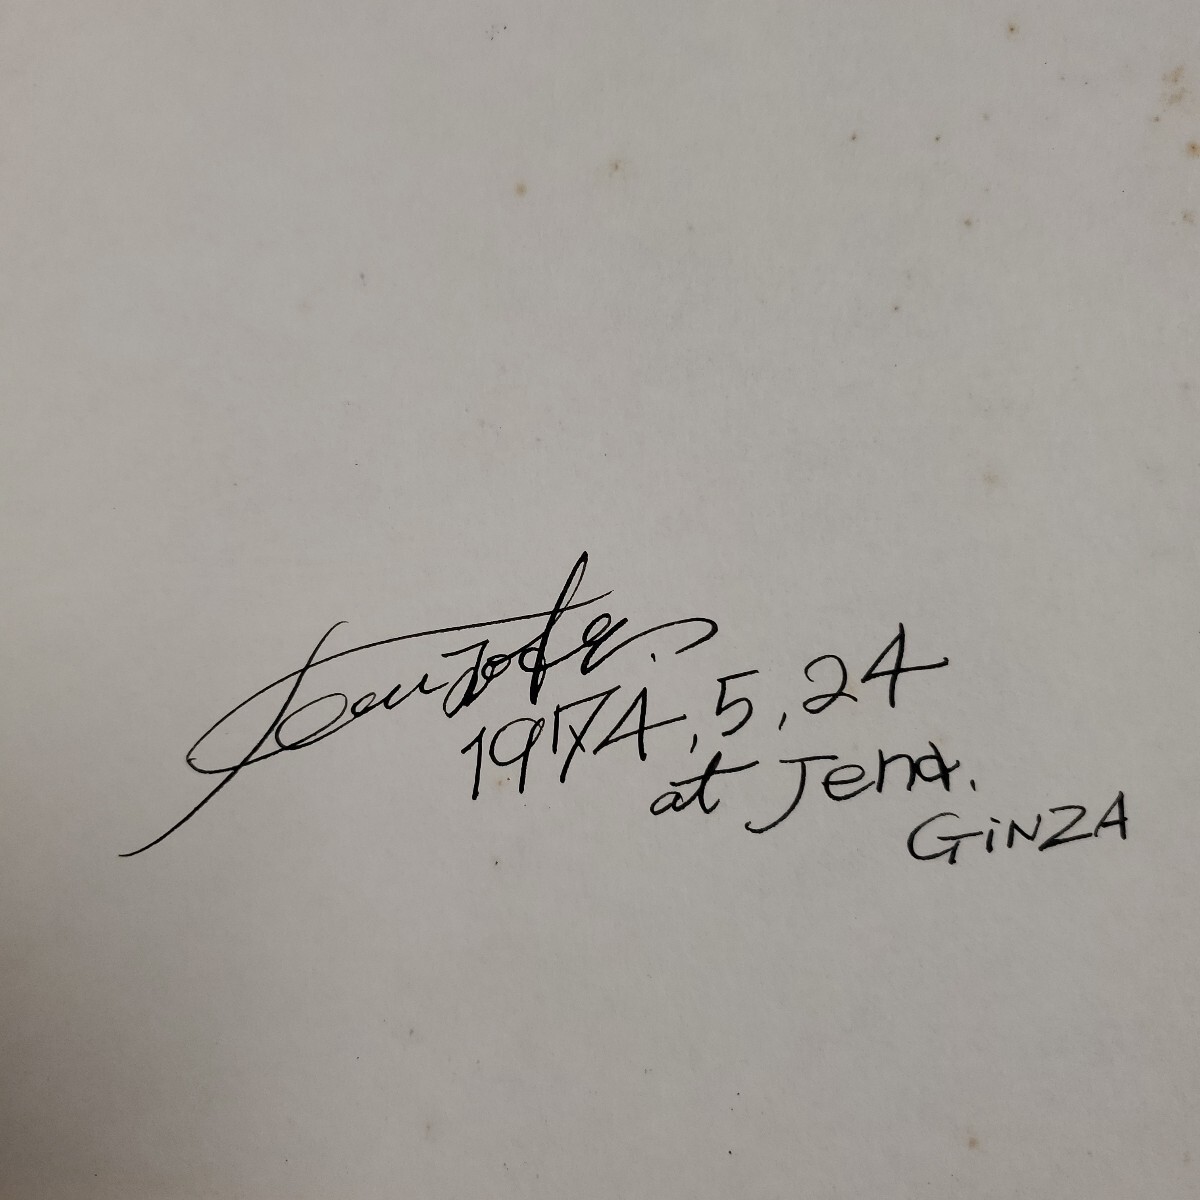 1974, 5, 24
at Jena.
GiNZA